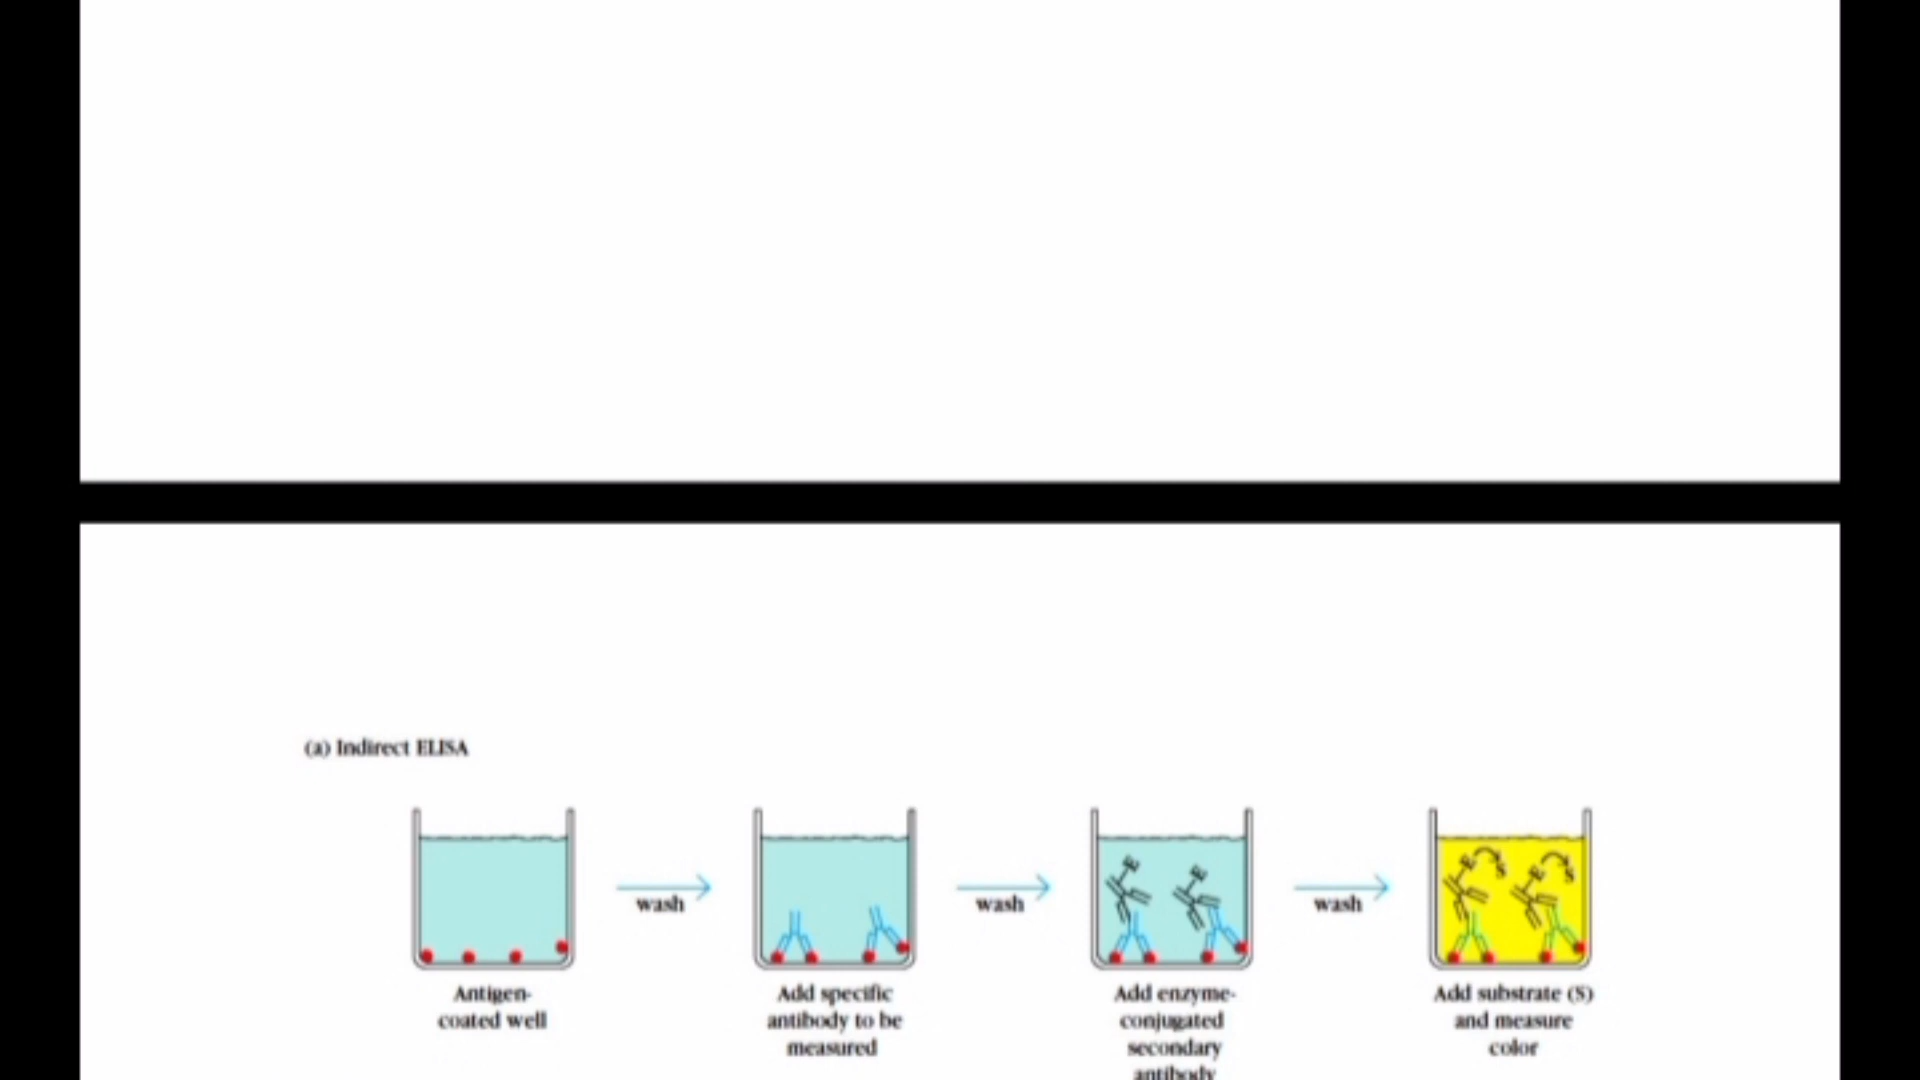 (a) Indirect ELISA
wash
wash
wash
E
E
E
S
E
S
Antigen-
coated well
Add specific
antibody to be
measured
Add enzyme-
conjugated
secondary
antibody
Add substrate (S)
and measure
color